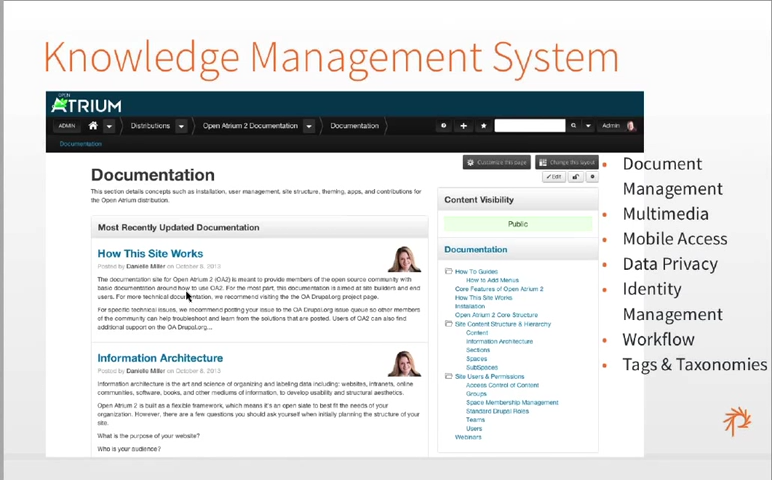 Knowledge Management System
OPEN
ATRIUM
ADMIN
Distributions
Open Atrium 2 Documentation
Documentation
Admin
Documentation
Documentation
This section details concepts such as installation, user management, site structure, theming, apps, and contributions for
the Open Atrium distribution.
Most Recently Updated Documentation
How This Site Works
Posted by Danielle Miller on October 8, 2013
The documentation site for Open Atrium 2 (OA2) is meant to provide members of the open source community with
basic documentation around how to use OA2. For the most part, this documentation is aimed at site builders and end
users. For more technical documentation, we recommend visiting the OA Drupal.org project page.
For specific technical issues, we recommend posting your issue to the OA Drupal.org issue queue so other members
of the community can help troubleshoot and learn from the solutions that are posted. Users of OA2 can also find
additional support on the OA Drupal.org...
Information Architecture
Posted by Danielle Miller on October 8, 2013
Information architecture is the art and science of organizing and labeling data including: websites, intranets, online
communities, software, books, and other mediums of information, to develop usability and structural aesthetics.
Open Atrium 2 is built as a flexible framework, which means it's an open slate to best fit the needs of your
organization. However, there are a few questions you should ask yourself when initially planning the structure of your
site.
What is the purpose of your website?
Who is your audience?
Customize this page
Change this layout
Edit
Content Visibility
Public
Documentation
How To Guides
How to Add Menus
Core Features of Open Atrium 2
How This Site Works
Installation
Open Atrium 2 Core Structure
Site Content Structure & Hierarchy
Content
Information Architecture
Sections
Spaces
SubSpaces
Site Users & Permissions
Access Control of Content
Groups
Space Membership Management
Standard Drupal Roles
Teams
Users
Webinars
• Document
Management
• Multimedia
• Mobile Access
• Data Privacy
• Identity
Management
• Workflow
• Tags & Taxonomies